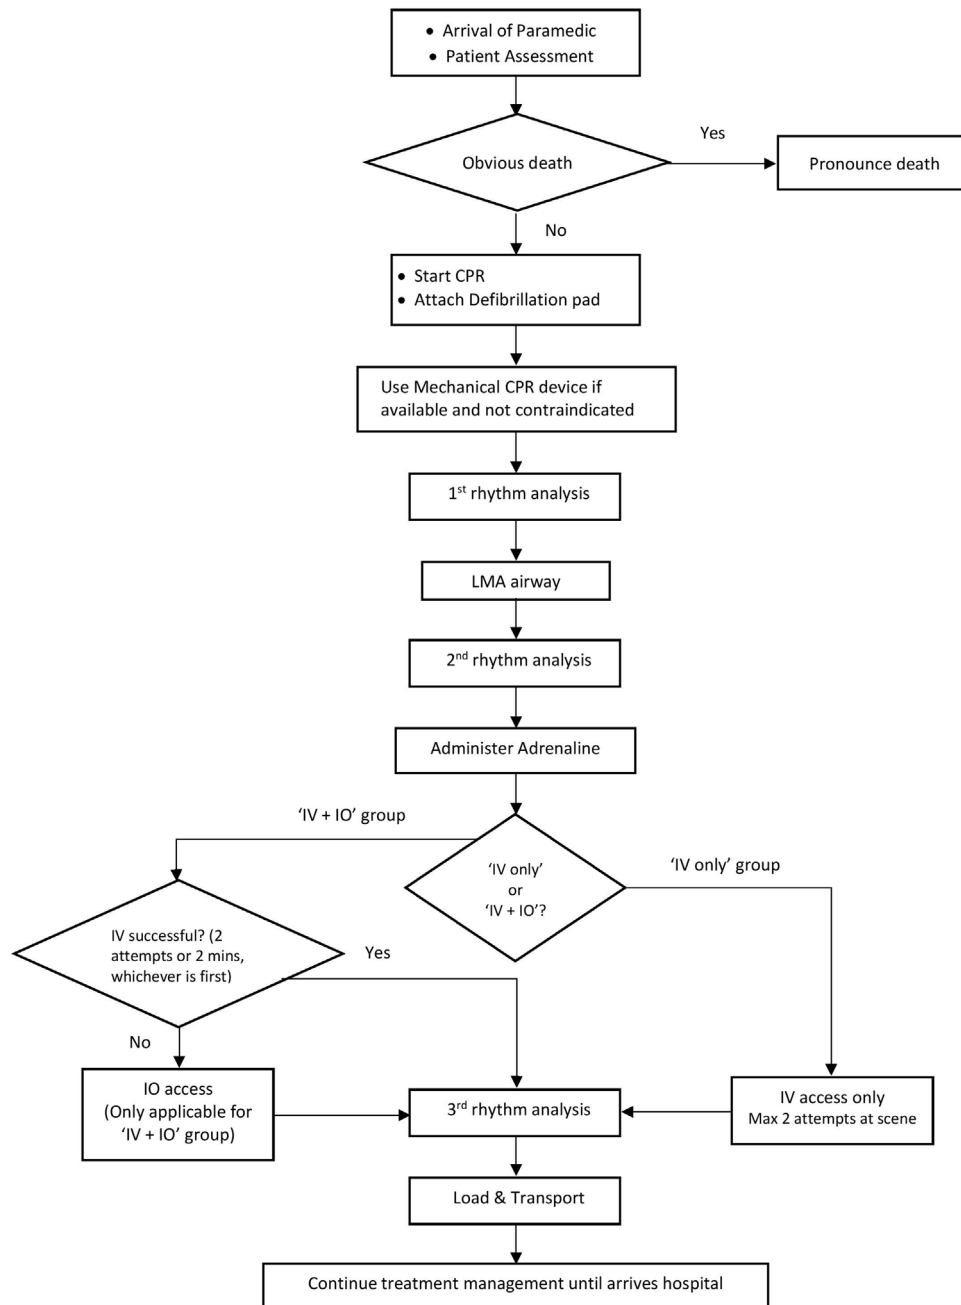 • Arrival of Paramedic
• Patient Assessment
Obvious death
Yes
Pronounce death
No
• Start CPR
• Attach Defibrillation pad
Use Mechanical CPR device if
available and not contraindicated
1st rhythm analysis
LMA airway
2nd rhythm analysis
Administer Adrenaline
‘IV + IO’ group
‘IV only’
or
‘IV + IO’?
‘IV only’ group
IV successful? (2
attempts or 2 mins,
whichever is first)
Yes
No
IO access
(Only applicable for
‘IV + IO’ group)
3rd rhythm analysis
IV access only
Max 2 attempts at scene
Load & Transport
Continue treatment management until arrives hospital